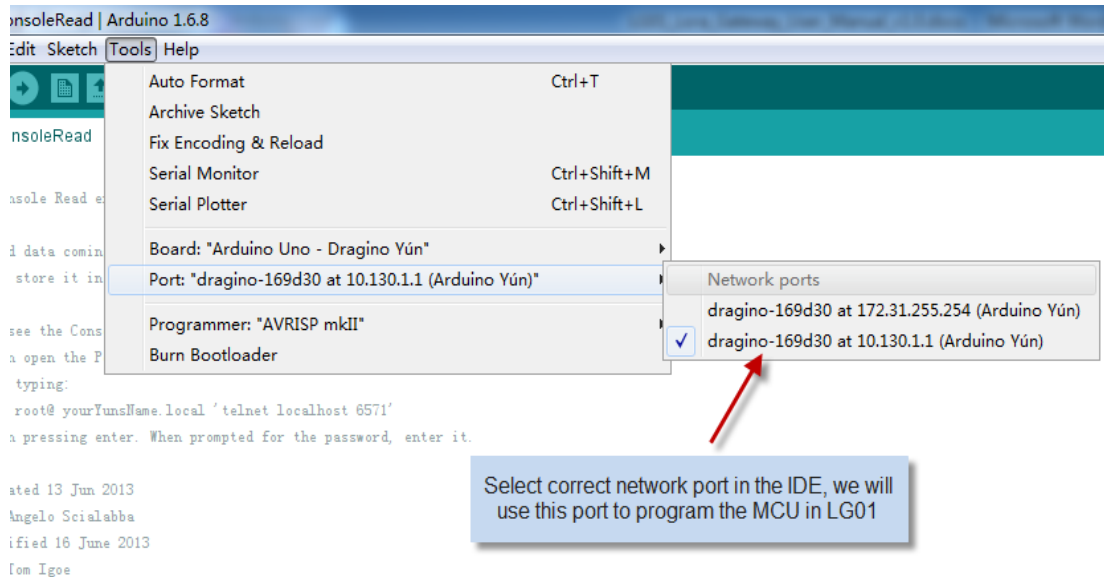 onsoleRead | Arduino 1.6.8
Edit Sketch Tools Help
Auto Format Ctrl+T
Archive Sketch
Fix Encoding & Reload
nsoleRead
Serial Monitor Ctrl+Shift+M
Serial Plotter Ctrl+Shift+L
nsole Read e
Board: "Arduino Uno - Dragino Yún"
d data comin
Port: "dragino-169d30 at 10.130.1.1 (Arduino Yún)"
store it in
Network ports
dragino-169d30 at 172.31.255.254 (Arduino Yún)
dragino-169d30 at 10.130.1.1 (Arduino Yún)
Programmer: "AVRISP mkII"
see the Cons
Burn Bootloader
n open the P
typing:
root@ yourYunsName.local 'telnet localhost 6571'
n pressing enter. When prompted for the password, enter it.
Select correct network port in the IDE, we will
use this port to program the MCU in LG01
ated 13 Jun 2013
Angelo Scialabba
ified 16 June 2013
Tom Igoe